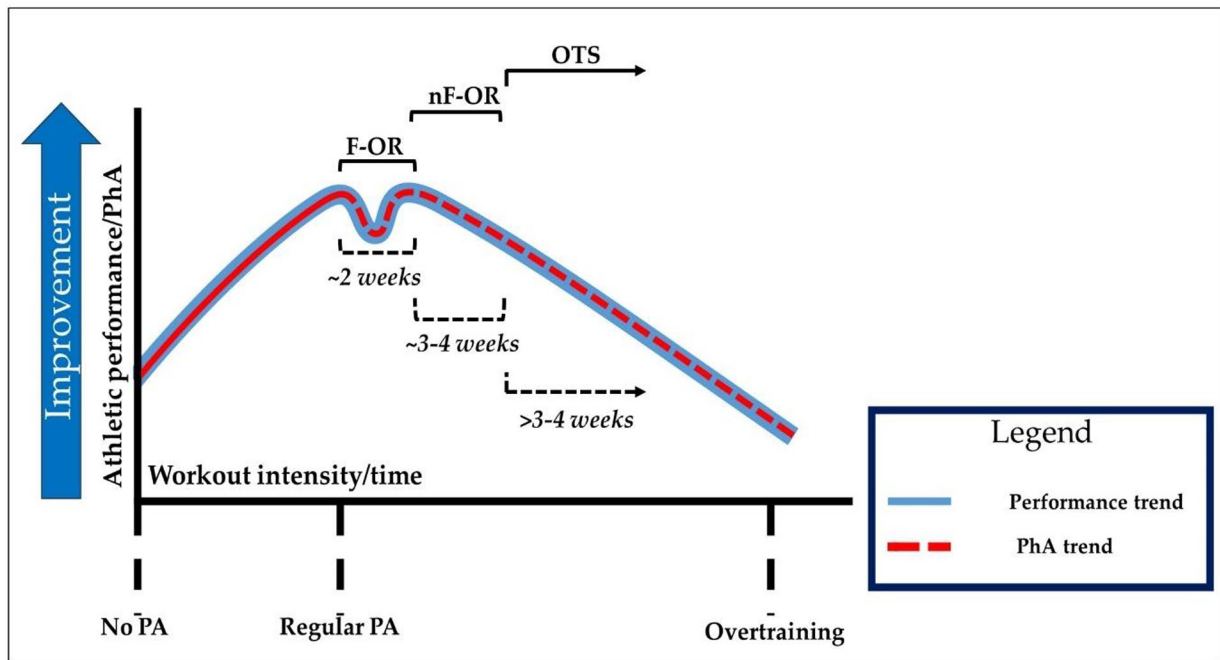 OTS
nF-OR
F-OR
Improvement
Athletic performance/PhA
~2 weeks
~3-4 weeks
>3-4 weeks
Workout intensity/time
Legend
Performance trend
PhA trend
No PA
Regular PA
Overtraining